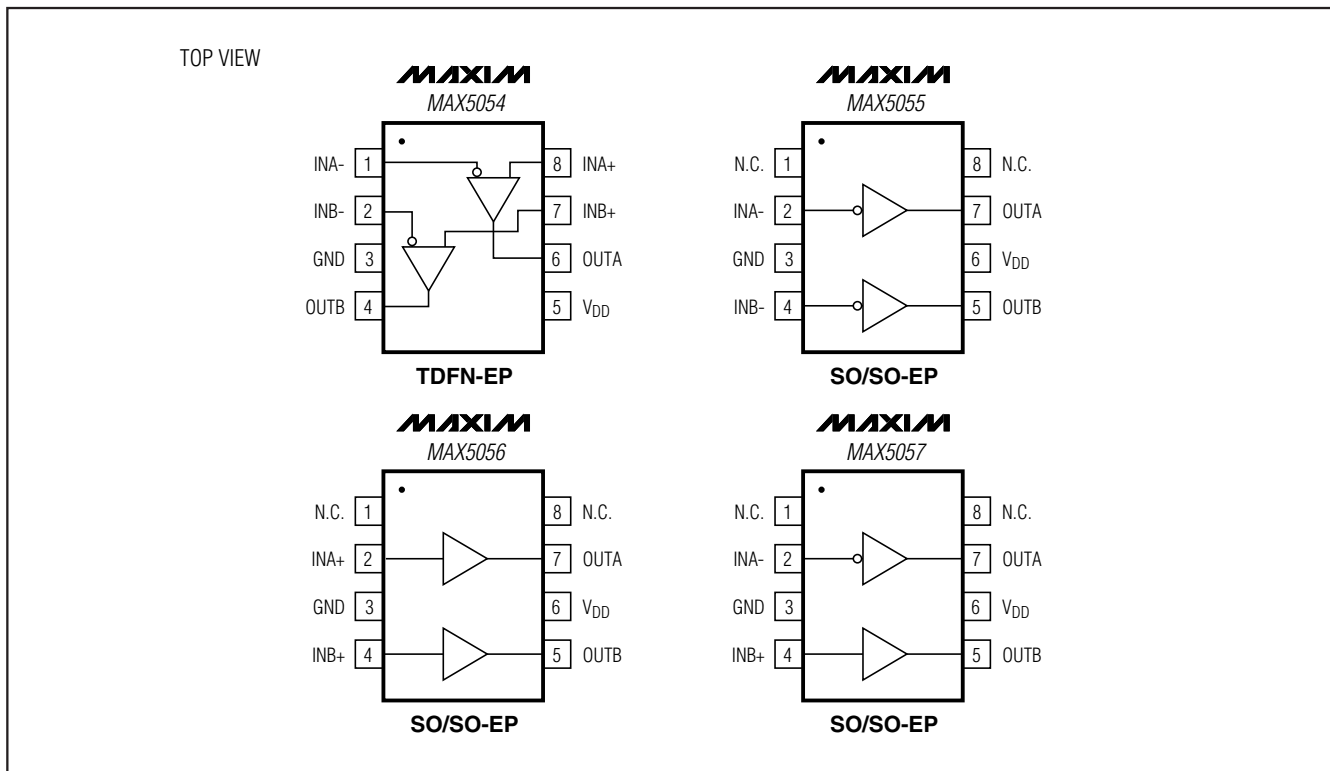 TOP VIEW
MAXIM
MAX5054
INA- 1
8 INA+
INB- 2
7 INB+
GND 3
6 OUTA
OUTB 4
5 VDD
TDFN-EP
MAXIM
MAX5055
N.C. 1
8 N.C.
INA- 2
7 OUTA
GND 3
6 VDD
INB- 4
5 OUTB
SO/SO-EP
MAXIM
MAX5056
N.C. 1
8 N.C.
INA+ 2
7 OUTA
GND 3
6 VDD
INB+ 4
5 OUTB
SO/SO-EP
MAXIM
MAX5057
N.C. 1
8 N.C.
INA- 2
7 OUTA
GND 3
6 VDD
INB+ 4
5 OUTB
SO/SO-EP